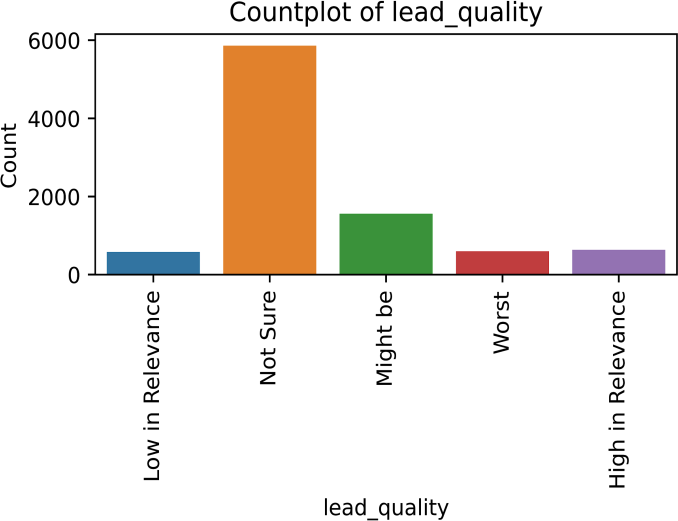 Countplot of lead_quality
Count
6000
4000
2000
0
Low in Relevance
Not Sure
Might be
Worst
High in Relevance
lead_quality